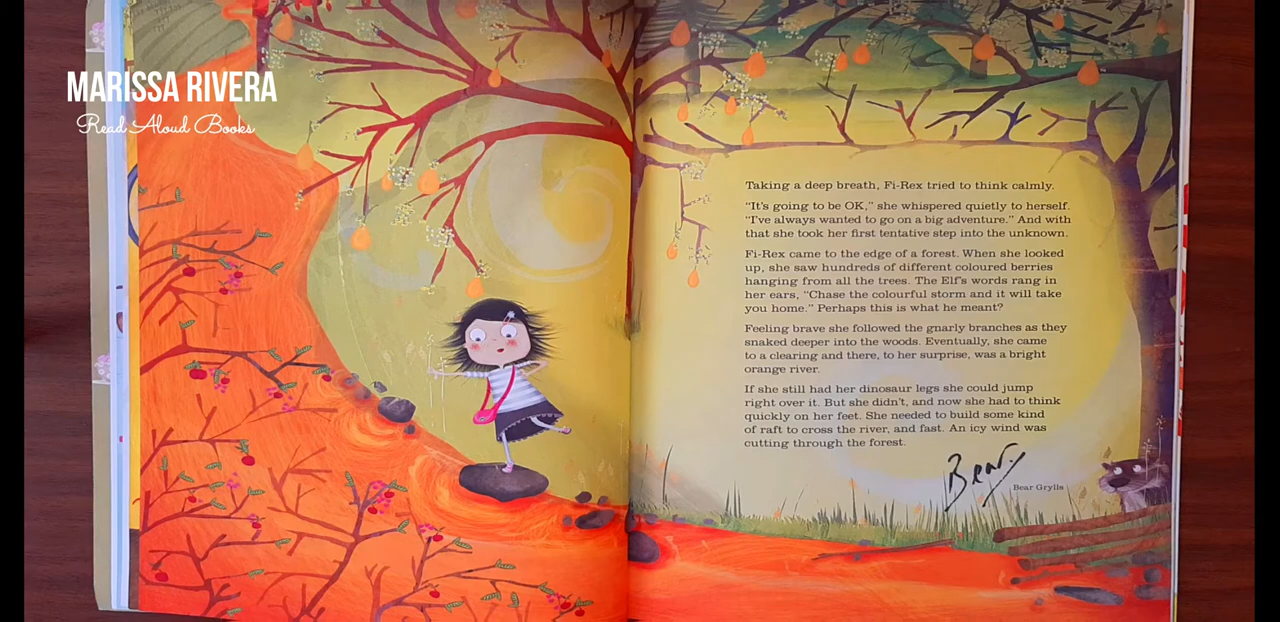 MARISSA RIVERA
Read Aloud Books
Taking a deep breath, Fi-Rex tried to think calmly.
“It’s going to be OK,” she whispered quietly to herself.
“I’ve always wanted to go on a big adventure.” And with
that she took her first tentative step into the unknown.
Fi-Rex came to the edge of a forest. When she looked
up, she saw hundreds of different coloured berries
hanging from all the trees. The Elf’s words rang in
her ears, “Chase the colourful storm and it will take
you home.” Perhaps this is what he meant?
Feeling brave she followed the gnarly branches as they
snaked deeper into the woods. Eventually, she came
to a clearing and there, to her surprise, was a bright
orange river.
If she still had her dinosaur legs she could jump
right over it. But she didn’t, and now she had to think
quickly on her feet. She needed to build some kind
of raft to cross the river, and fast. An icy wind was
cutting through the forest.
Bear.
Bear Grylls